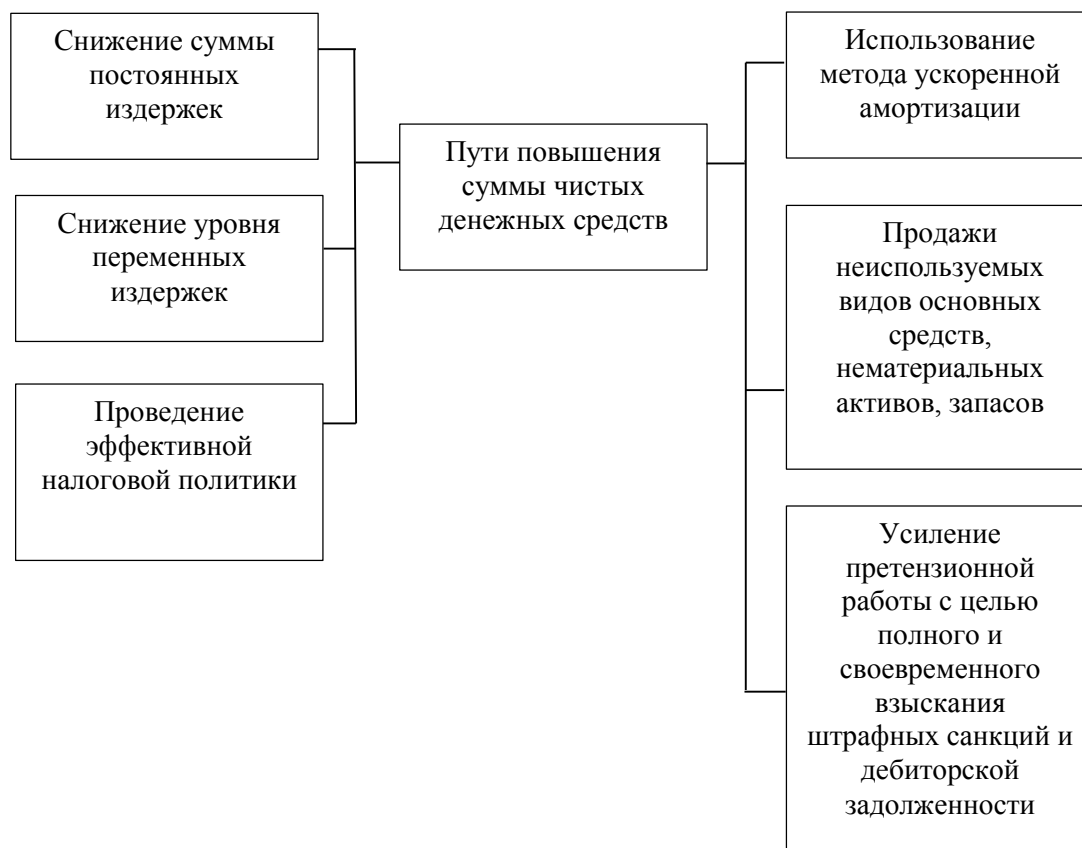 Снижение суммы
постоянных
издержек
Снижение уровня
переменных
издержек
Проведение
эффективной
налоговой политики
Пути повышения
суммы чистых
денежных средств
Использование
метода ускоренной
амортизации
Продажи
неиспользуемых
видов основных
средств,
нематериальных
активов, запасов
Усиление
претензионной
работы с целью
полного и
своевременного
взыскания
штрафных санкций и
дебиторской
задолженности